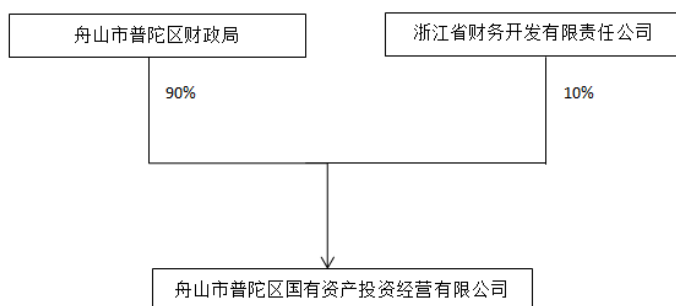 舟山市普陀区财政局
浙江省财务开发有限责任公司
90%
10%
舟山市普陀区国有资产投资经营有限公司